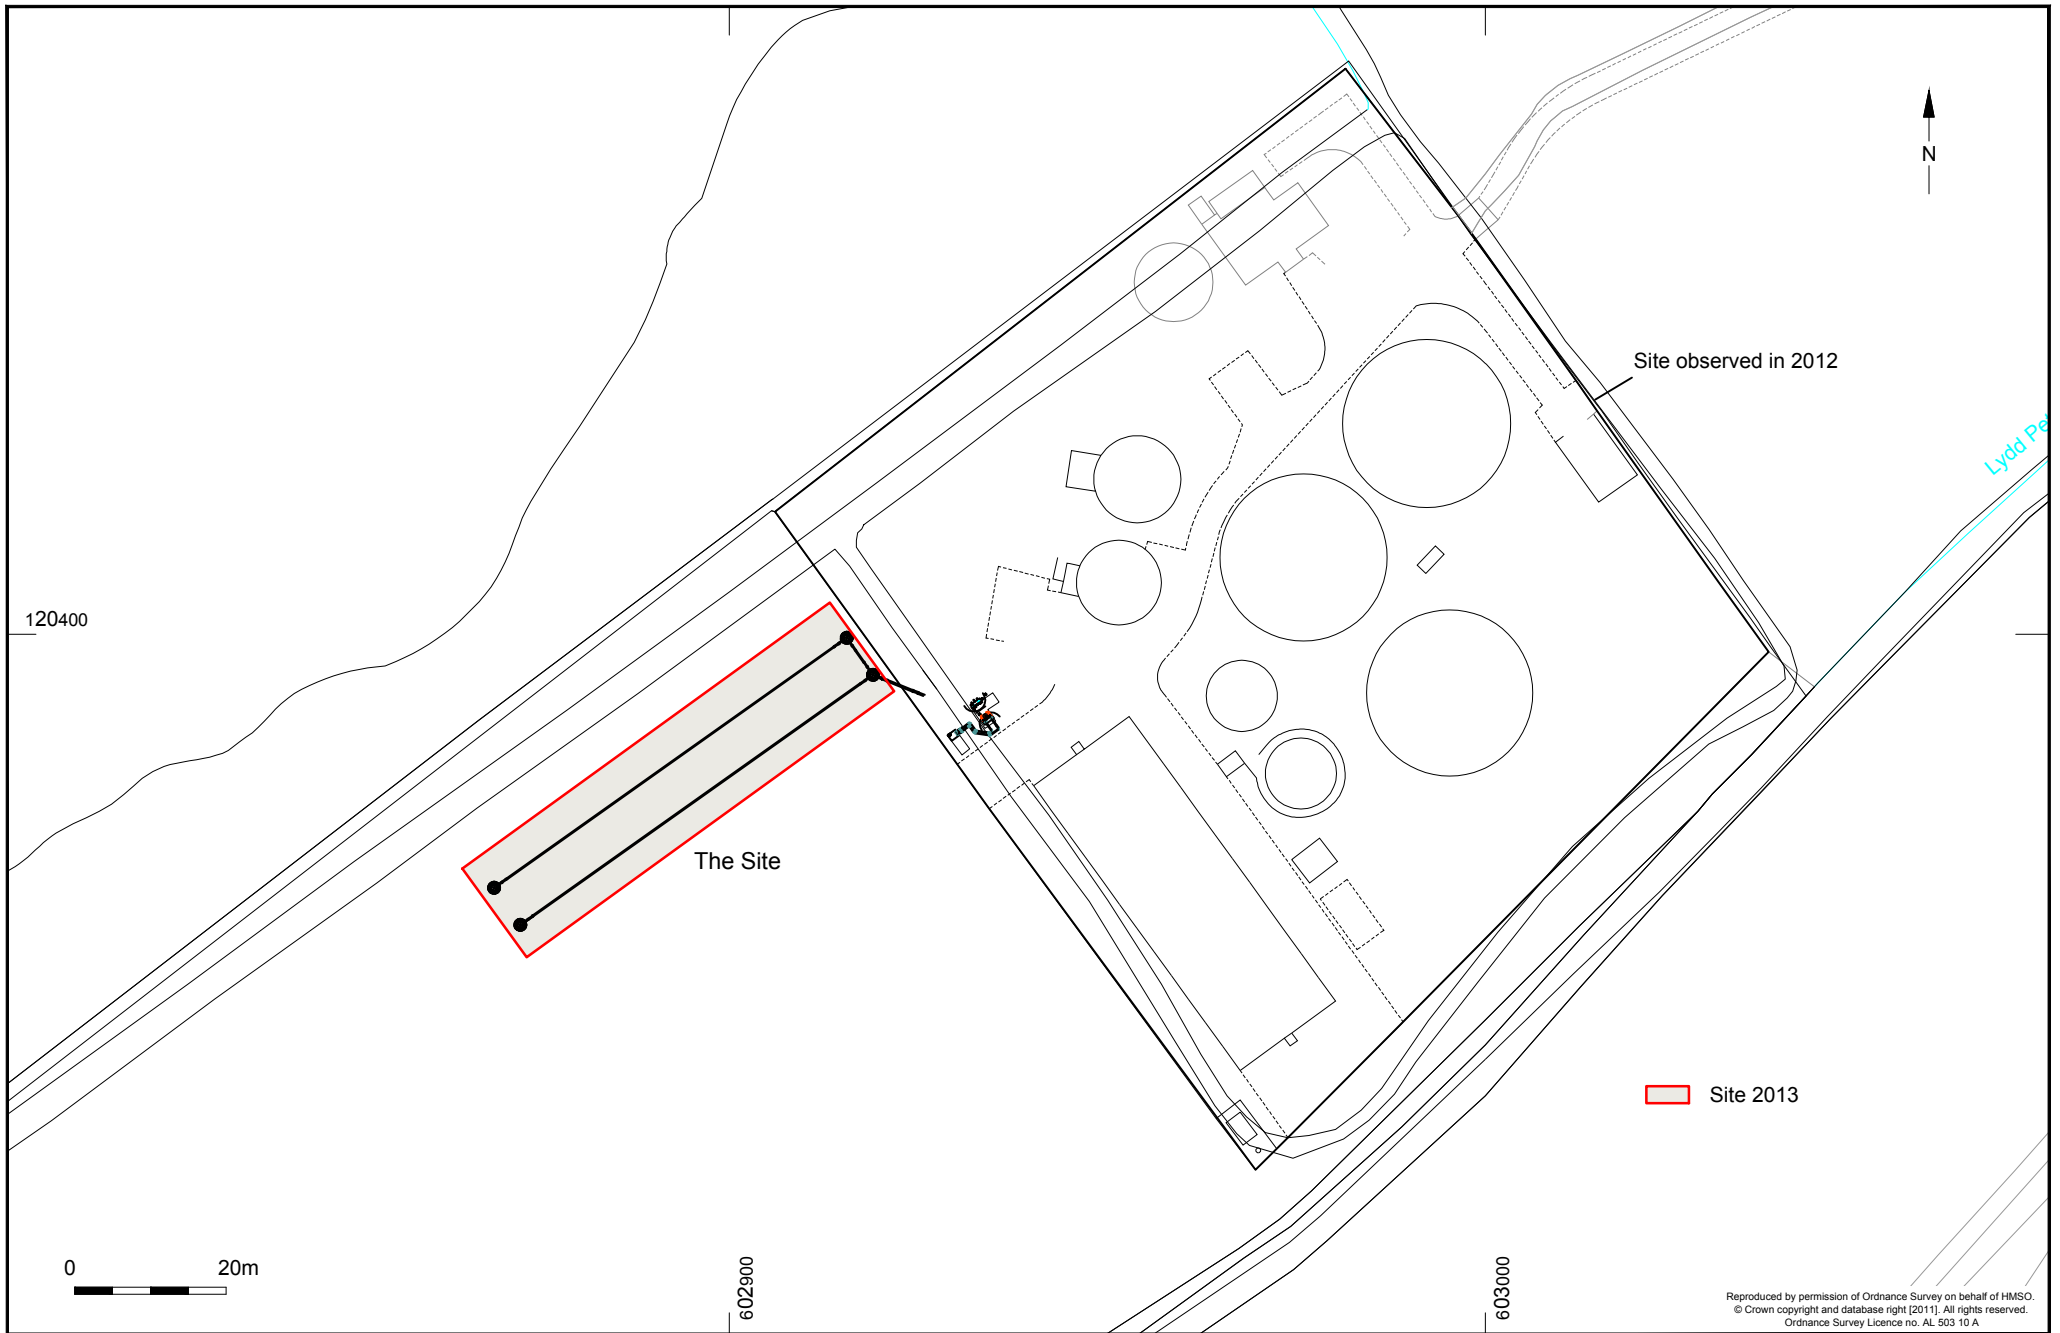 N
Site observed in 2012
Lydd
120400
The Site
Site 2013
0 20m
602900
603000
Reproduced by permission of Ordnance Survey on behalf of HMSO.
© Crown copyright and database right [2011]. All rights reserved.
Ordnance Survey Licence no. AL 503 10 A